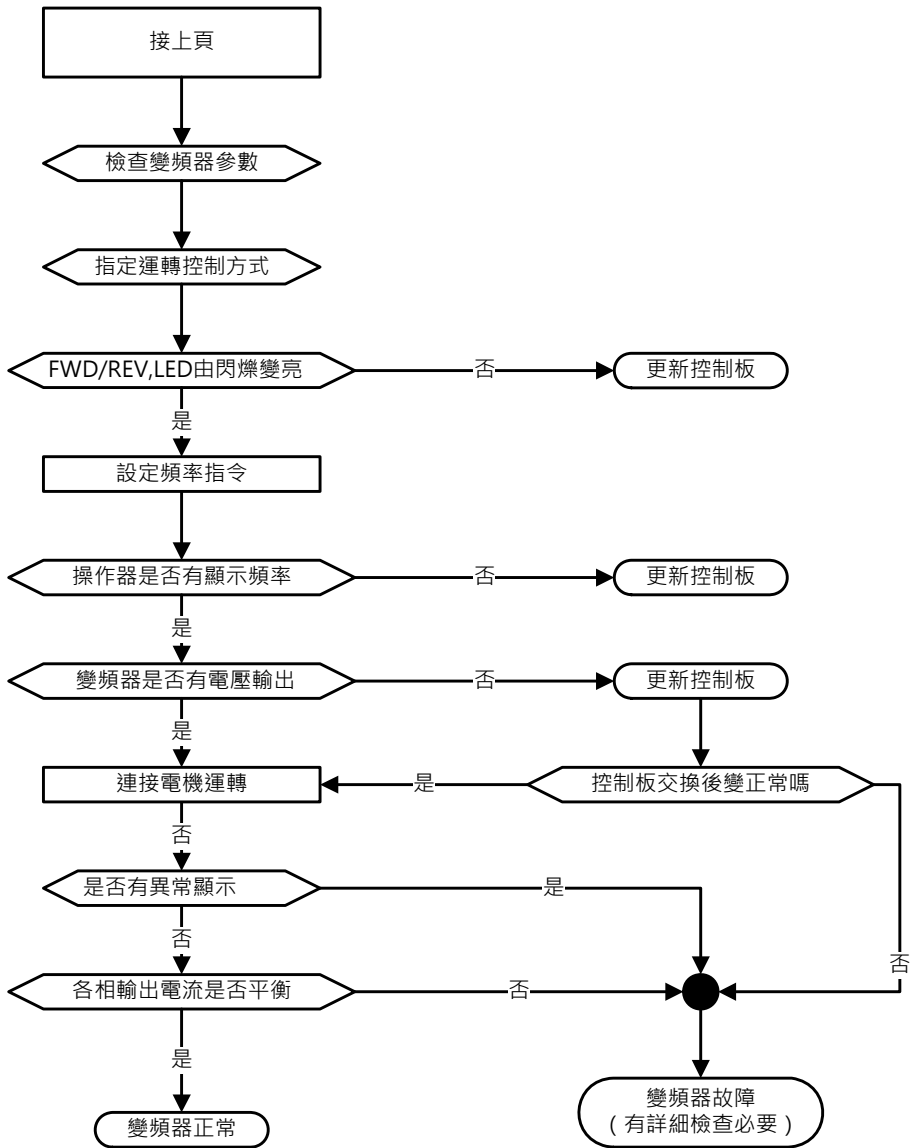 接上頁
檢查變頻器參數
指定運轉控制方式
FWD/REV,LED由閃爍變亮
否
更新控制板
是
設定頻率指令
操作器是否有顯示頻率
否
更新控制板
是
變頻器是否有電壓輸出
否
更新控制板
是
連接電機運轉
是
控制板交換後變正常嗎
否
是否有異常顯示
是
否
否
各相輸出電流是否平衡
否
是
變頻器正常
變頻器故障
(有詳細檢查必要)